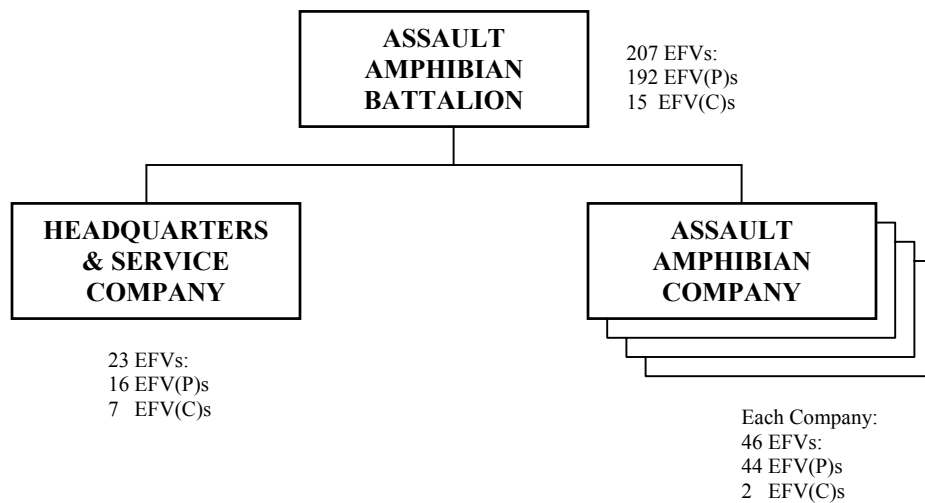 ASSAULT
AMPHIBIAN
BATTALION
207 EFVs:
192 EFV(P)s
15 EFV(C)s
HEADQUARTERS
& SERVICE
COMPANY
23 EFVs:
16 EFV(P)s
7 EFV(C)s
ASSAULT
AMPHIBIAN
COMPANY
Each Company:
46 EFVs:
44 EFV(P)s
2 EFV(C)s